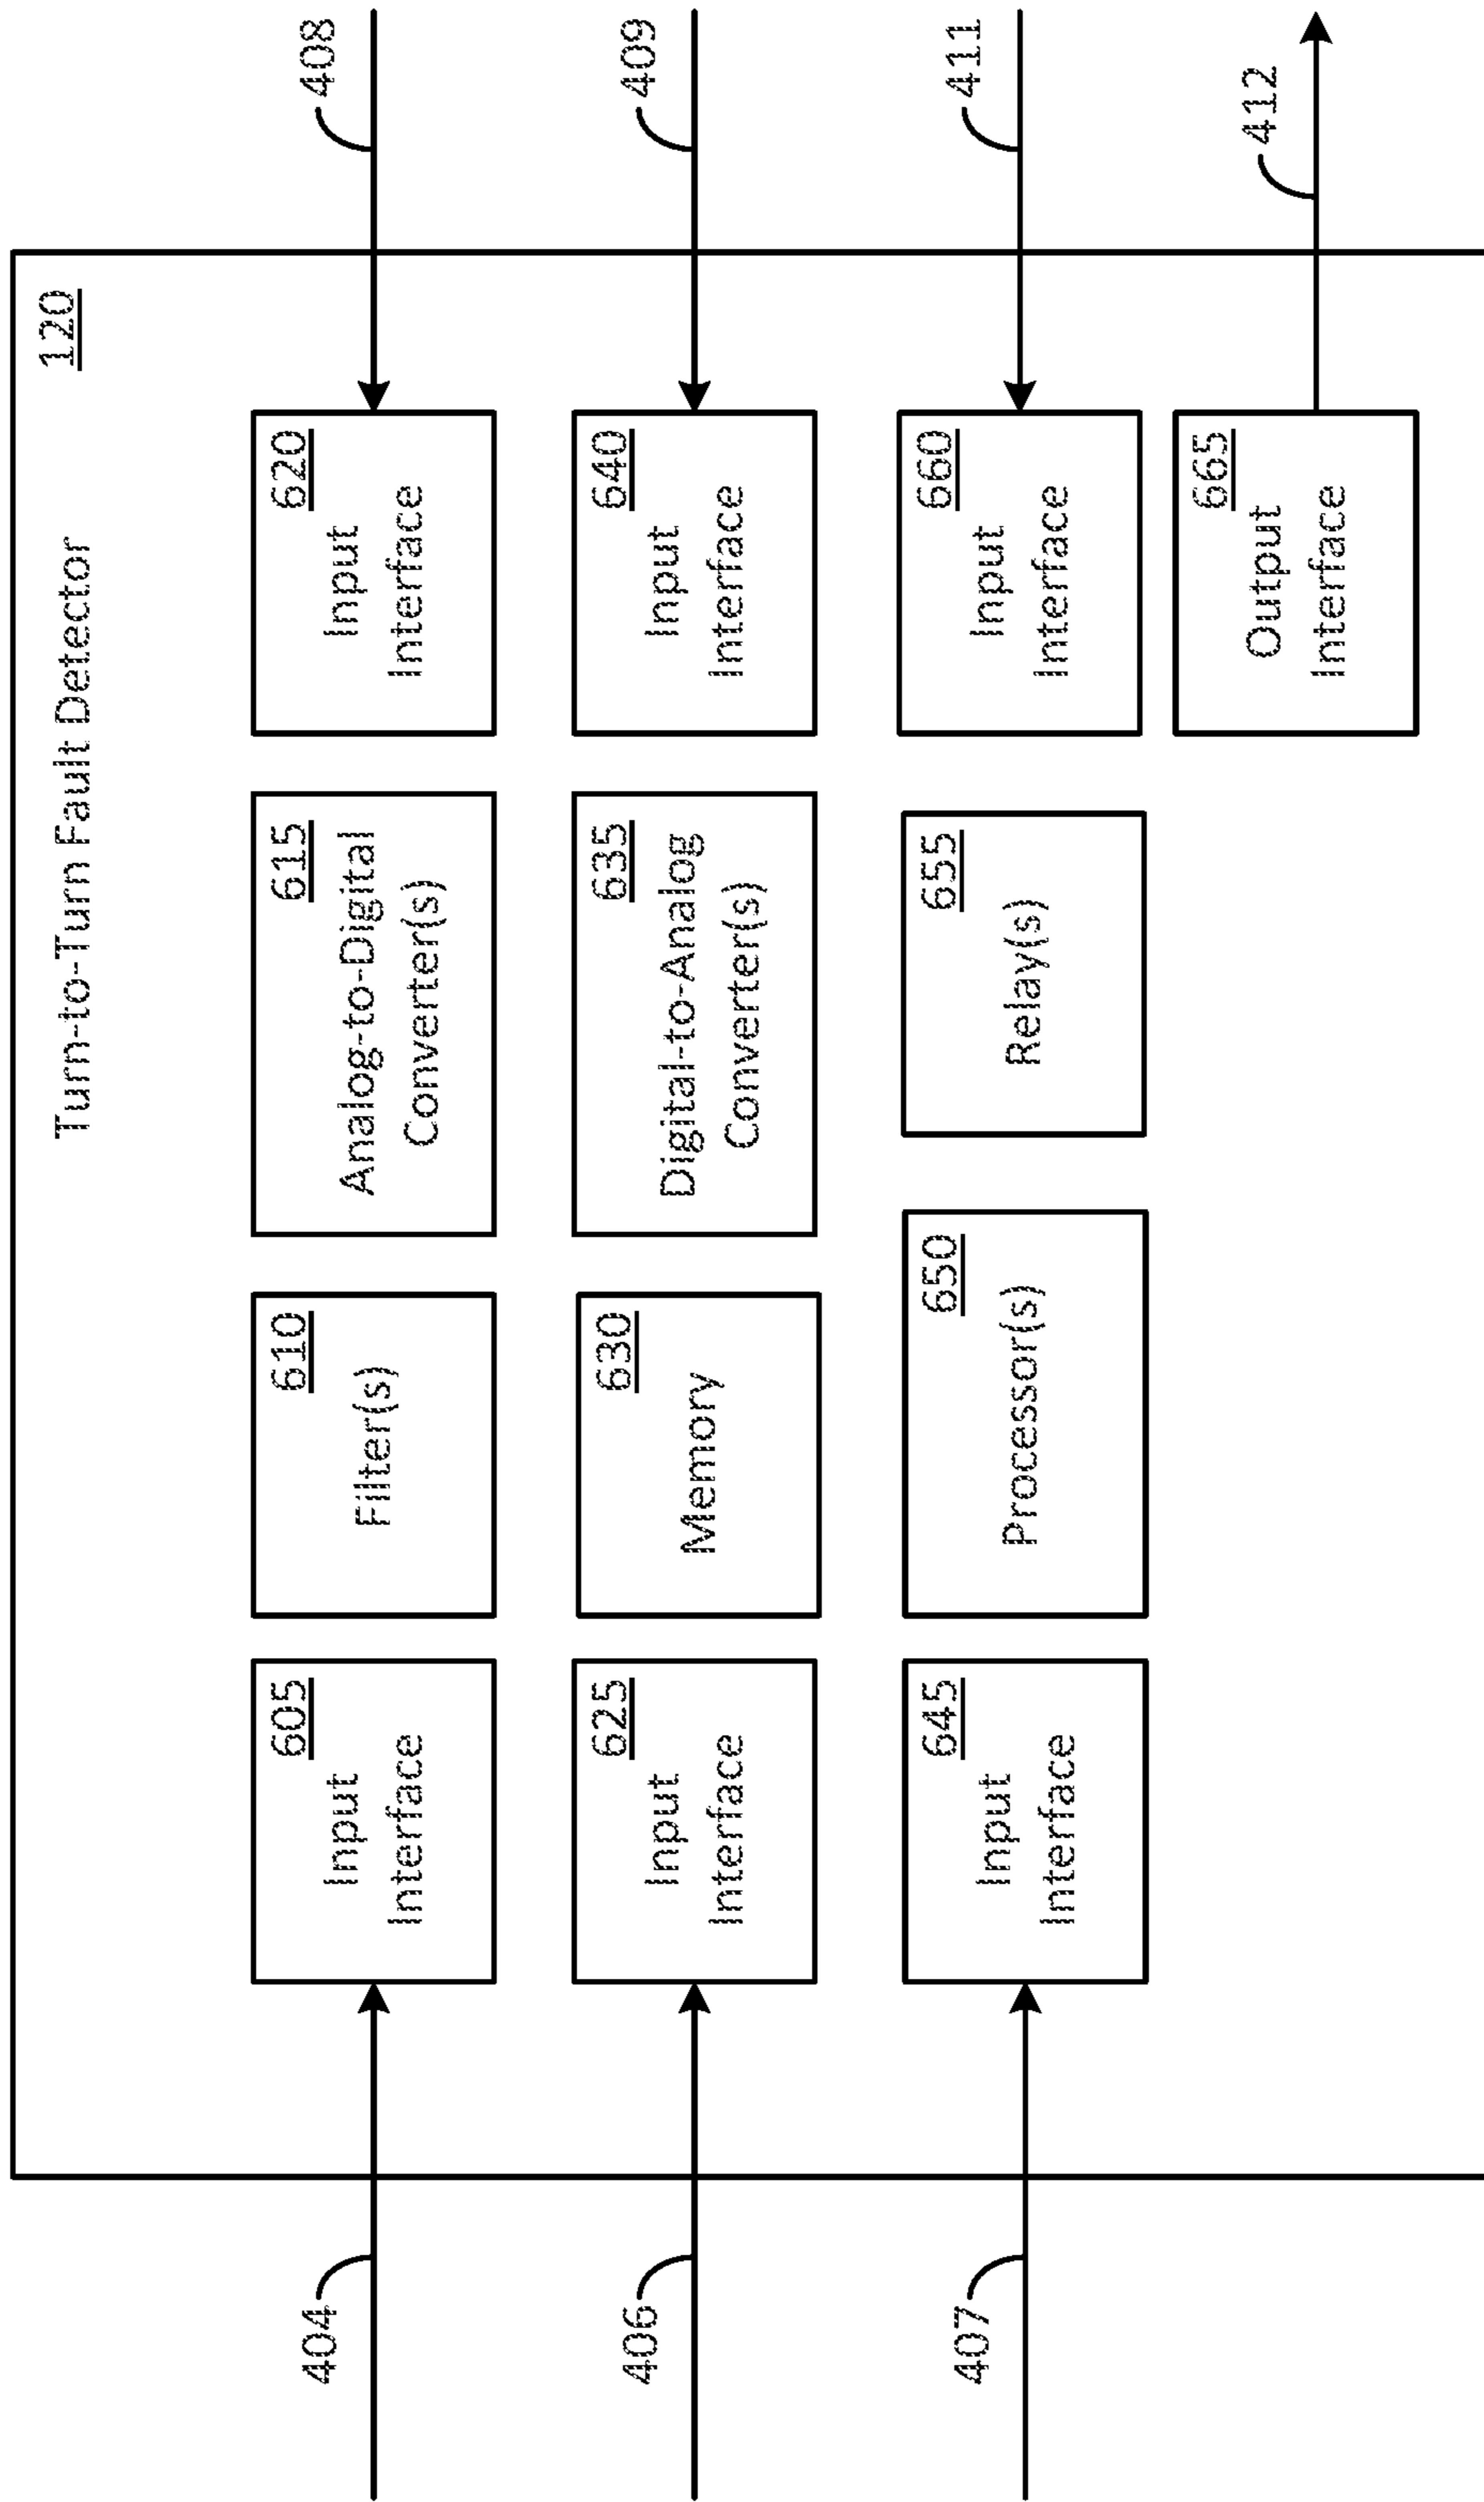 Turn-to-Turn Fault Detector
120
404
605
Input
Interface
610
Filter(s)
615
Analog-to-Digital
Converter(s)
620
Input
Interface
408
406
625
Input
Interface
630
Memory
635
Digital-to-Analog
Converter(s)
640
Input
Interface
409
407
645
Input
Interface
650
Processor(s)
655
Relay(s)
660
Input
Interface
411
665
Output
Interface
412